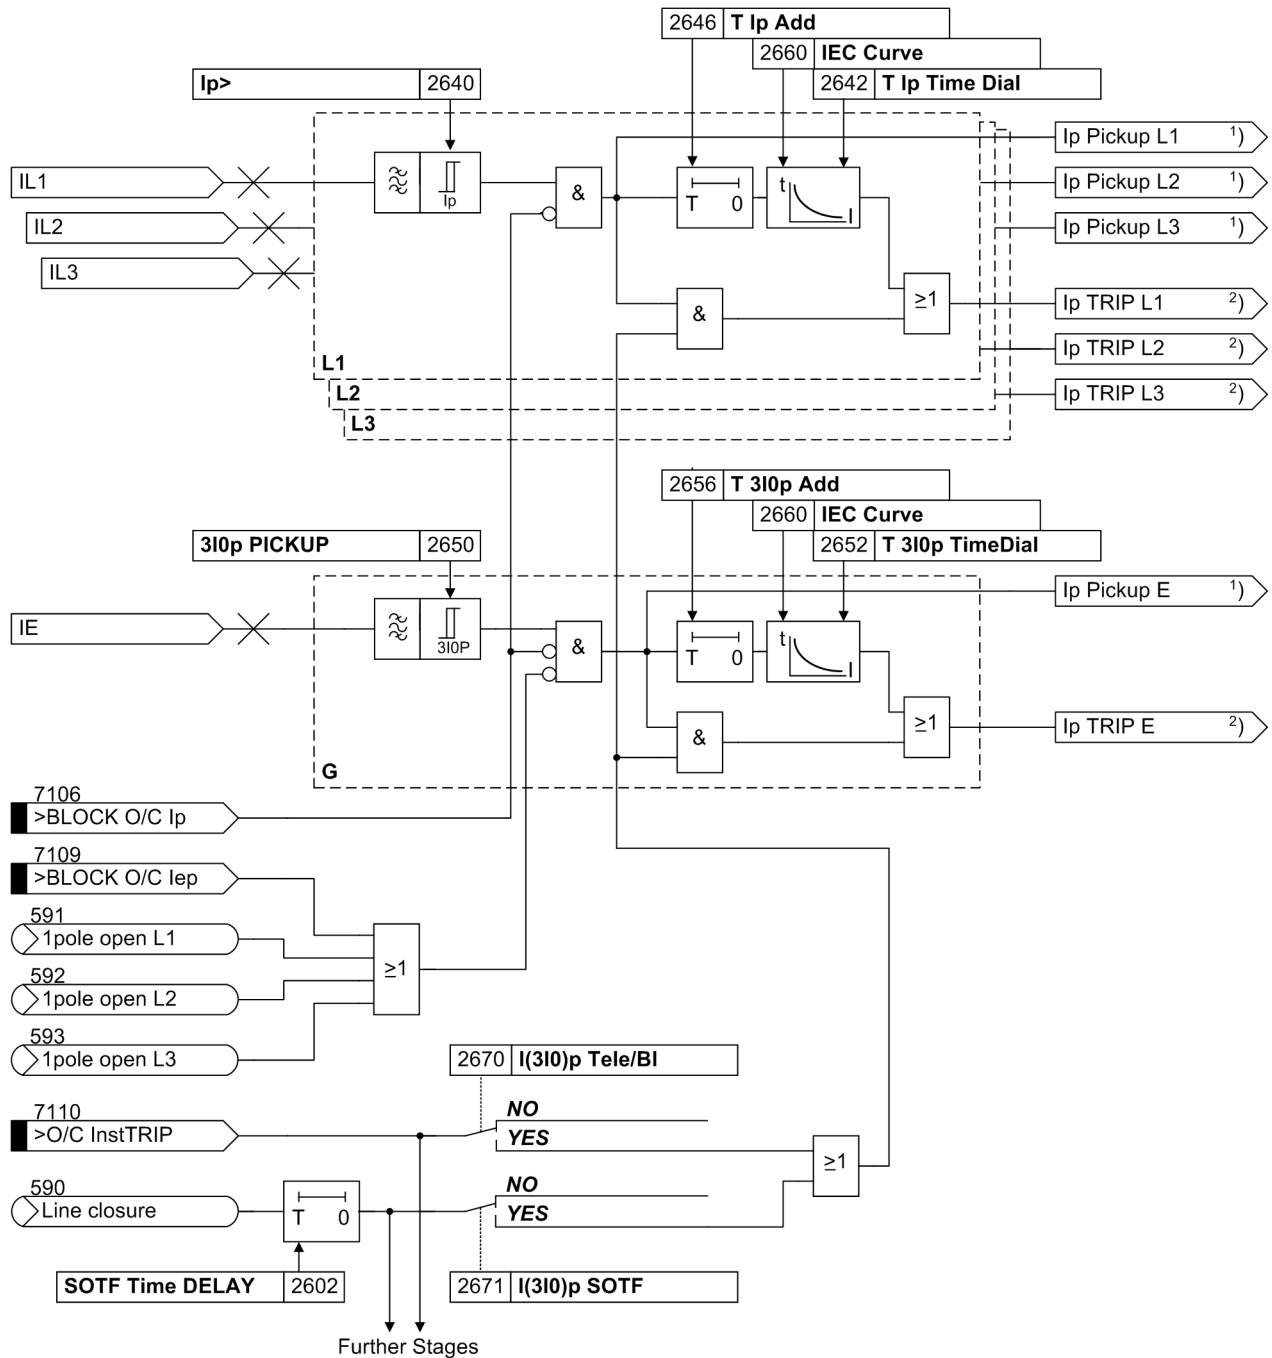 2646 T Ip Add
2660 IEC Curve
Ip> 2640
2642 T Ip Time Dial
Ip Pickup L1 1)
IL1
Ip
&
T 0
t
I
Ip Pickup L2 1)
IL2
Ip Pickup L3 1)
IL3
&
≥1
Ip TRIP L1 2)
L1
Ip TRIP L2 2)
L2
Ip TRIP L3 2)
L3
2656 T 3I0p Add
2660 IEC Curve
3I0p PICKUP 2650
2652 T 3I0p TimeDial
Ip Pickup E 1)
IE
3I0P
&
T 0
t
I
&
≥1
Ip TRIP E 2)
G
7106
>BLOCK O/C Ip
7109
>BLOCK O/C Iep
591
1pole open L1
≥1
592
1pole open L2
593
1pole open L3
2670 I(3I0)p Tele/BI
7110
>O/C InstTRIP
NO
YES
≥1
590
Line closure
T 0
NO
YES
SOTF Time DELAY 2602
2671 I(3I0)p SOTF
Further Stages